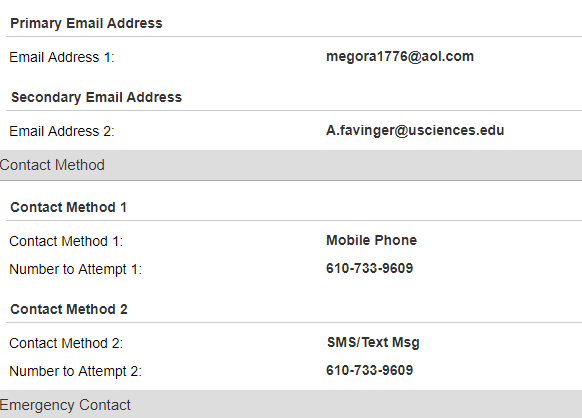 Primary Email Address
Email Address 1: megora1776@aol.com
Secondary Email Address
Email Address 2: A.favinger@usciences.edu
Contact Method
Contact Method 1
Contact Method 1: Mobile Phone
Number to Attempt 1: 610-733-9609
Contact Method 2
Contact Method 2: SMS/Text Msg
Number to Attempt 2: 610-733-9609
Emergency Contact